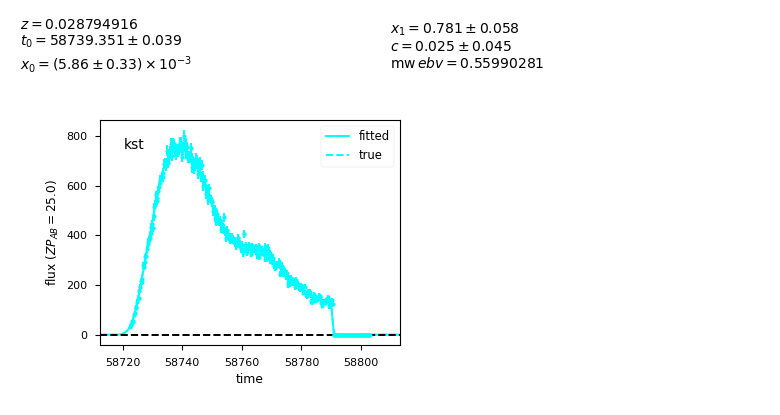 z = 0.028794916
t₀ = 58739.351 ± 0.039
x₀ = (5.86 ± 0.33) × 10⁻³
x₁ = 0.781 ± 0.058
c = 0.025 ± 0.045
mw ebv = 0.55990281
kst
fitted
true
800
600
400
200
0
flux (ZP_AB = 25.0)
58720 58740 58760 58780 58800
time